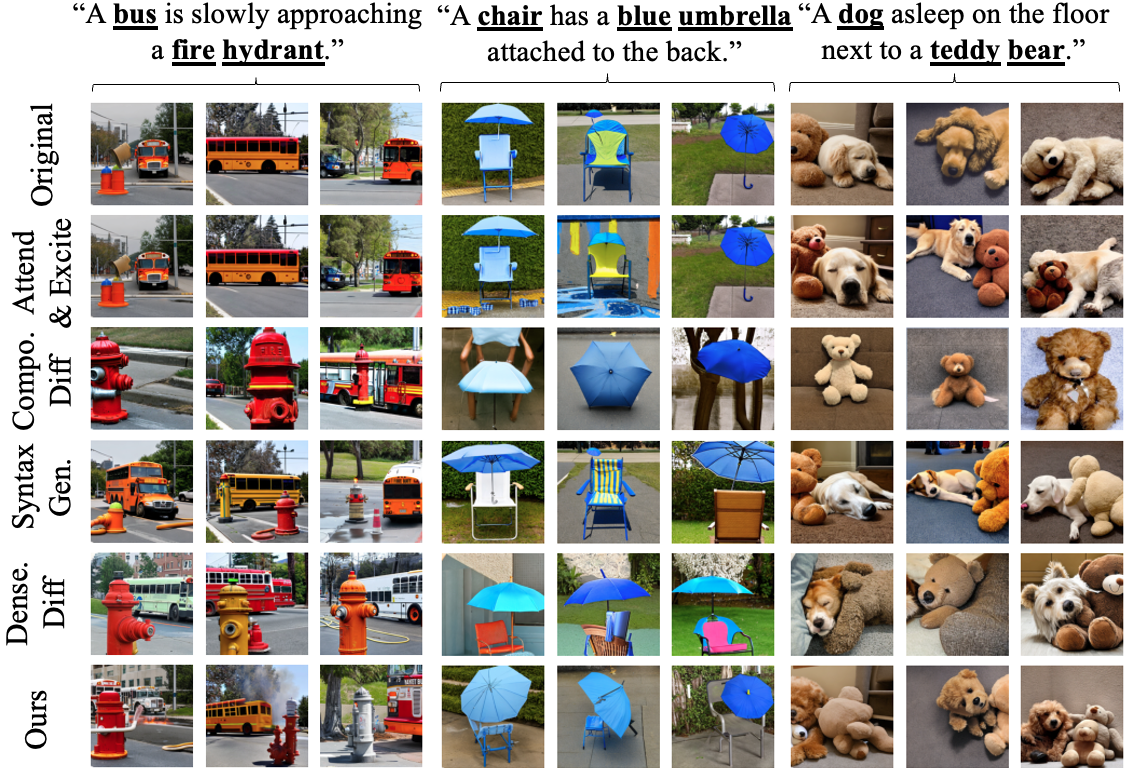 “A bus is slowly approaching
a fire hydrant.”
“A chair has a blue umbrella
attached to the back.”
“A dog asleep on the floor
next to a teddy bear.”
Original
Attend
& Excite
Compo.
Diff
Syntax
Gen.
Dense.
Diff
Ours